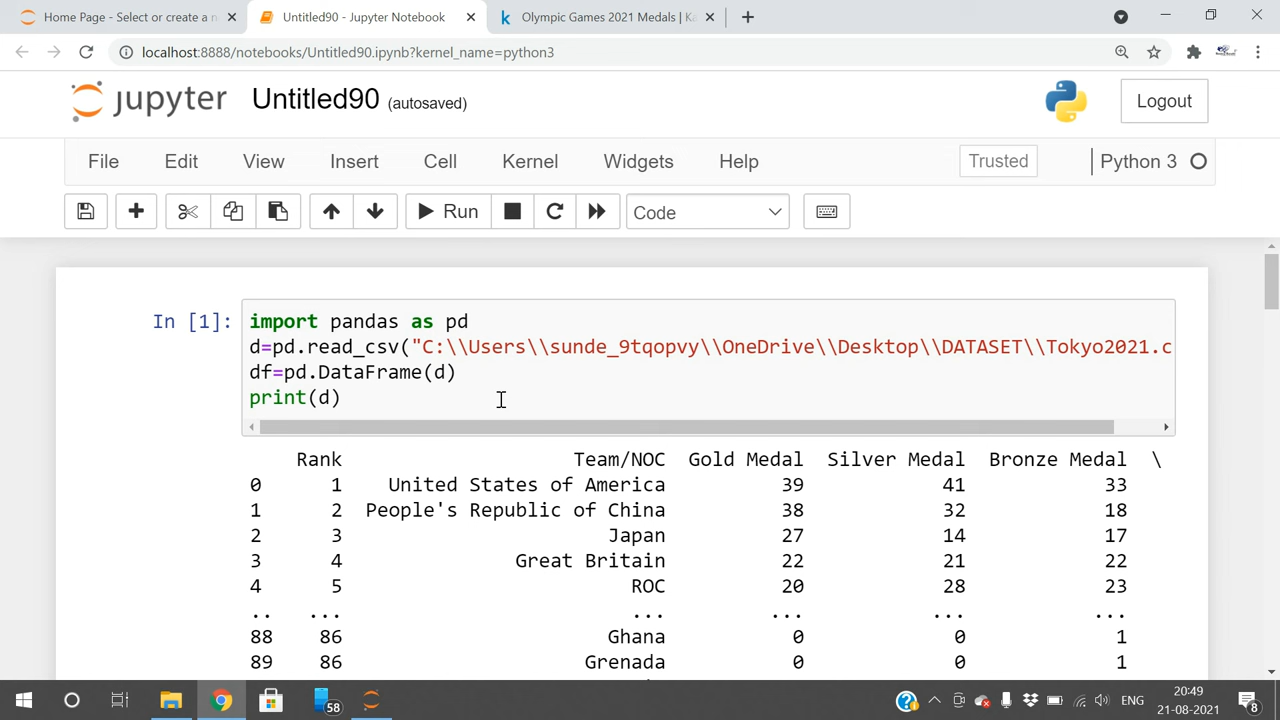 Home Page - Select or create a n
Untitled90 - Jupyter Notebook
Olympic Games 2021 Medals | Ka
localhost:8888/notebooks/Untitled90.ipynb?kernel_name=python3
jupyter Untitled90 (autosaved)
Logout
File Edit View Insert Cell Kernel Widgets Help Trusted Python 3
Run Code
In [1]: import pandas as pd
d=pd.read_csv("C:\\Users\\sunde_9tqopvy\\OneDrive\\Desktop\\DATASET\\Tokyo2021.c
df=pd.DataFrame(d)
print(d)
Rank Team/NOC Gold Medal Silver Medal Bronze Medal \
0 1 United States of America 39 41 33
1 2 People's Republic of China 38 32 18
2 3 Japan 27 14 17
3 4 Great Britain 22 21 22
4 5 ROC 20 28 23
.. ... ... ... ... ...
88 86 Ghana 0 0 1
89 86 Grenada 0 0 1
58
ENG
20:49
21-08-2021
8